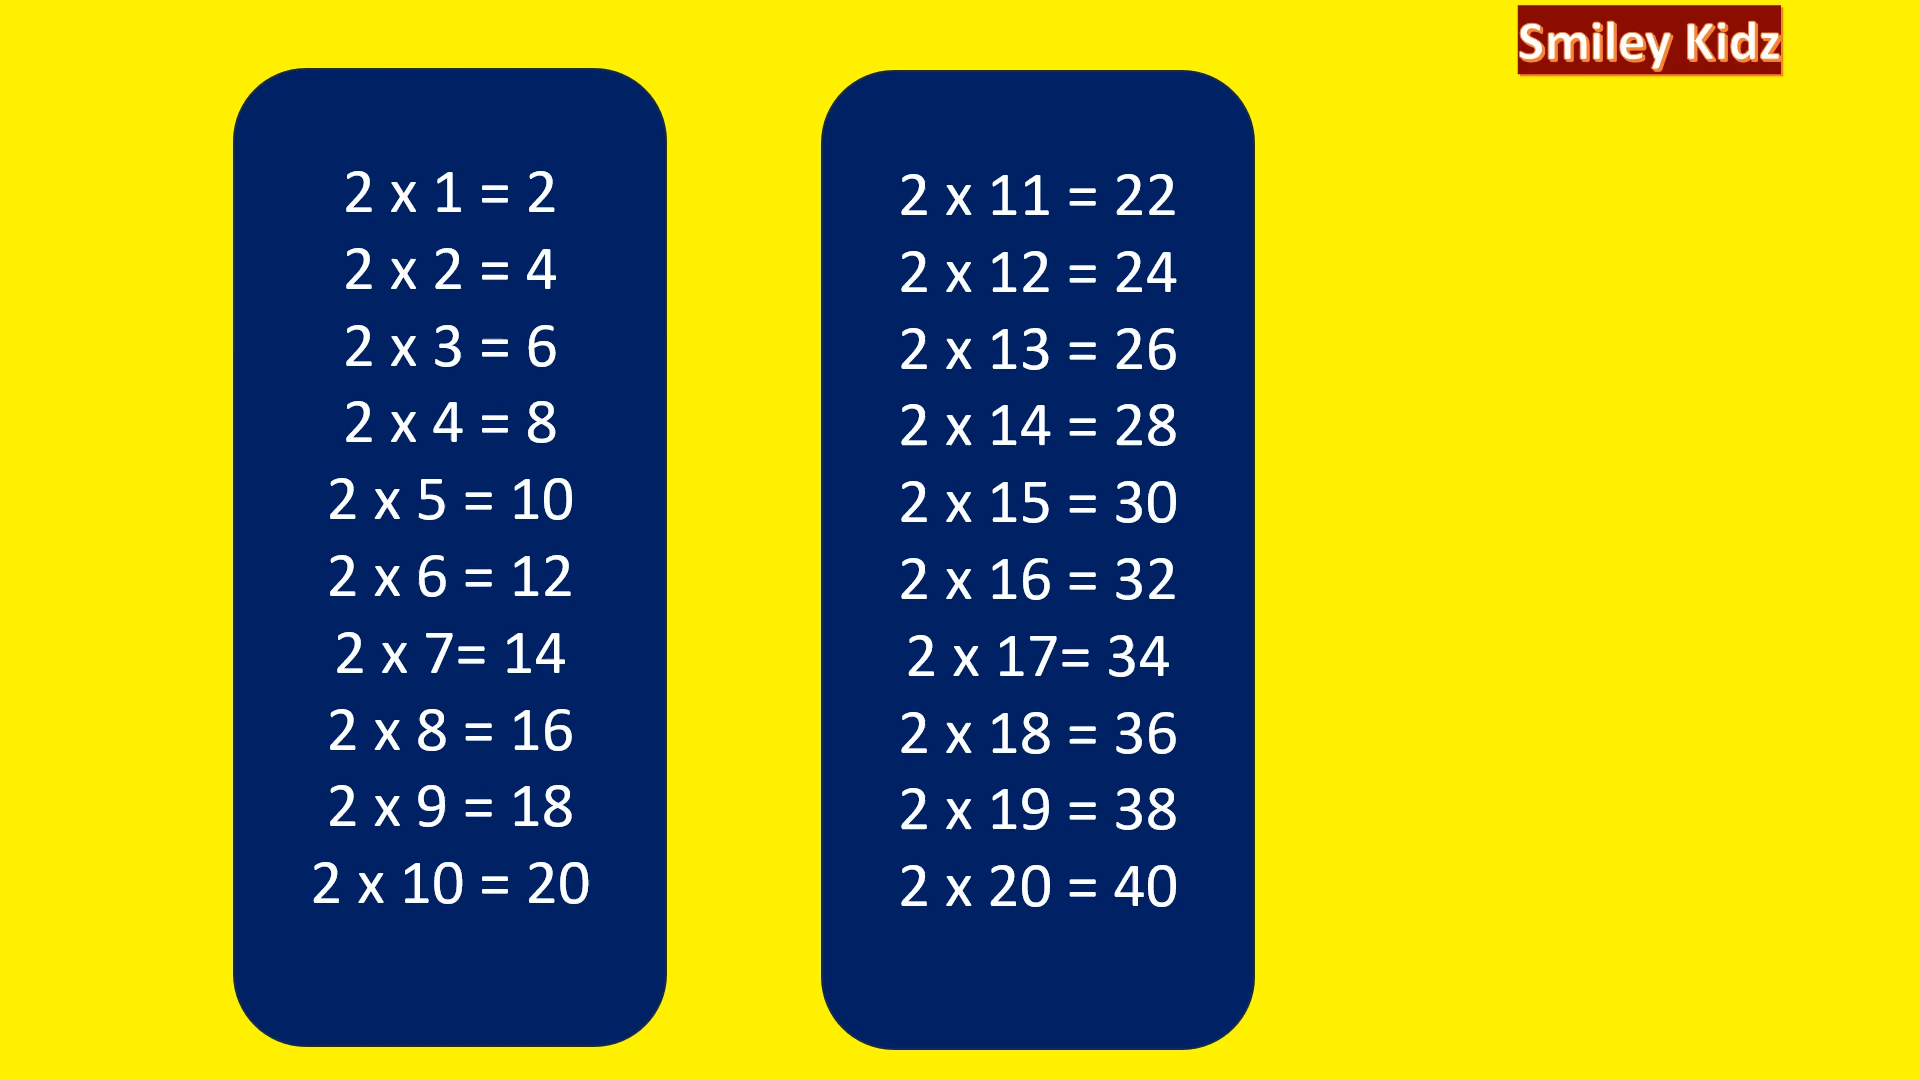 Smiley Kidz
2 x 1 = 2
2 x 2 = 4
2 x 3 = 6
2 x 4 = 8
2 x 5 = 10
2 x 6 = 12
2 x 7= 14
2 x 8 = 16
2 x 9 = 18
2 x 10 = 20
2 x 11 = 22
2 x 12 = 24
2 x 13 = 26
2 x 14 = 28
2 x 15 = 30
2 x 16 = 32
2 x 17= 34
2 x 18 = 36
2 x 19 = 38
2 x 20 = 40